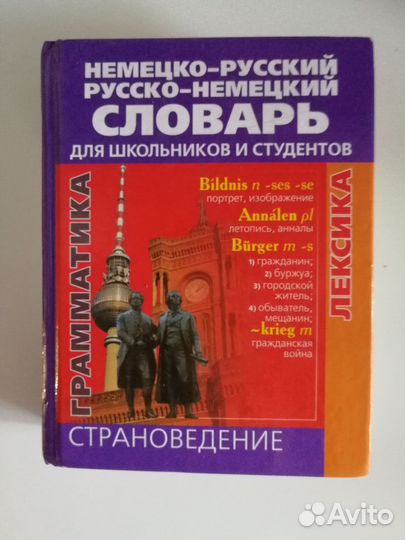 НЕМЕЦКО-РУССКИЙ
РУССКО-НЕМЕЦКИЙ
СЛОВАРЬ
ДЛЯ ШКОЛЬНИКОВ И СТУДЕНТОВ
ГРАММАТИКА
Bíldnis n -ses -se
портрет, изображение
Annálen pl
летопись, анналы
Bürger m -s
1) гражданин;
2) буржуа;
3) городской
житель;
4) обыватель,
мещанин;
~krieg m
гражданская
война
ЛЕКСИКА
СТРАНОВЕДЕНИЕ
Avito